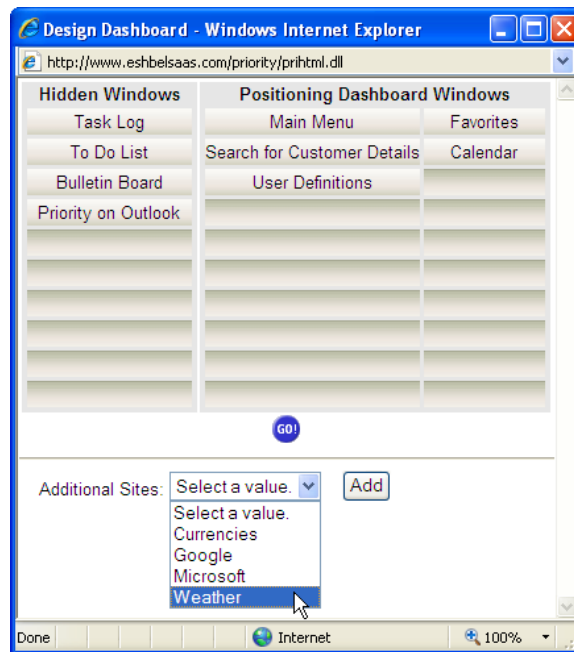 Design Dashboard - Windows Internet Explorer
http://www.eshbelsaas.com/priority/prihtml.dll
Hidden Windows Positioning Dashboard Windows
Task Log Main Menu Favorites
To Do List Search for Customer Details Calendar
Bulletin Board User Definitions
Priority on Outlook
GO!
Additional Sites: Select a value. Add
Select a value.
Currencies
Google
Microsoft
Weather
Done Internet 100%